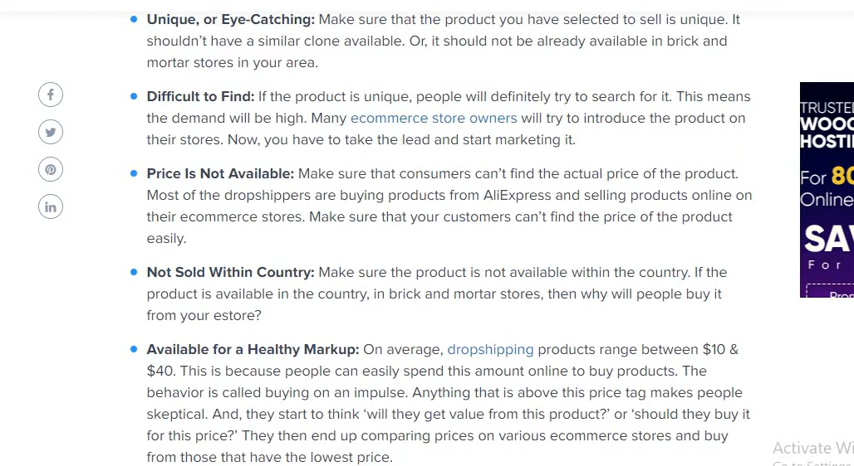 Unique, or Eye-Catching: Make sure that the product you have selected to sell is unique. It
shouldn't have a similar clone available. Or, it should not be already available in brick and
mortar stores in your area.
Difficult to Find: If the product is unique, people will definitely try to search for it. This means
the demand will be high. Many ecommerce store owners will try to introduce the product on
their stores. Now, you have to take the lead and start marketing it.
Price Is Not Available: Make sure that consumers can't find the actual price of the product.
Most of the dropshippers are buying products from AliExpress and selling products online on
their ecommerce stores. Make sure that your customers can't find the price of the product
easily.
Not Sold Within Country: Make sure the product is not available within the country. If the
product is available in the country, in brick and mortar stores, then why will people buy it
from your estore?
Available for a Healthy Markup: On average, dropshipping products range between $10 &
$40. This is because people can easily spend this amount online to buy products. The
behavior is called buying on an impulse. Anything that is above this price tag makes people
skeptical. And, they start to think 'will they get value from this product?' or 'should they buy it
for this price?' They then end up comparing prices on various ecommerce stores and buy
from those that have the lowest price.
TRUSTE
WOOC
HOSTI
For 80
Online
SA
For
Activate Wi